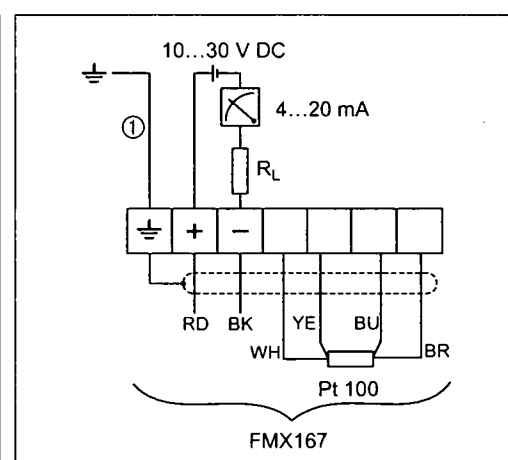 10...30 V DC
4...20 mA
①
R_L
+ −
RD BK YE BU
WH BR
Pt 100
FMX167